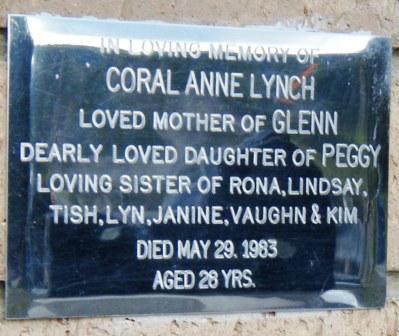 IN LOVING MEMORY OF
CORAL ANNE LYNCH
LOVED MOTHER OF GLENN
DEARLY LOVED DAUGHTER OF PEGGY
LOVING SISTER OF RONA, LINDSAY,
TISH, LYN, JANINE, VAUGHN & KIM
DIED MAY 29. 1983
AGED 28 YRS.